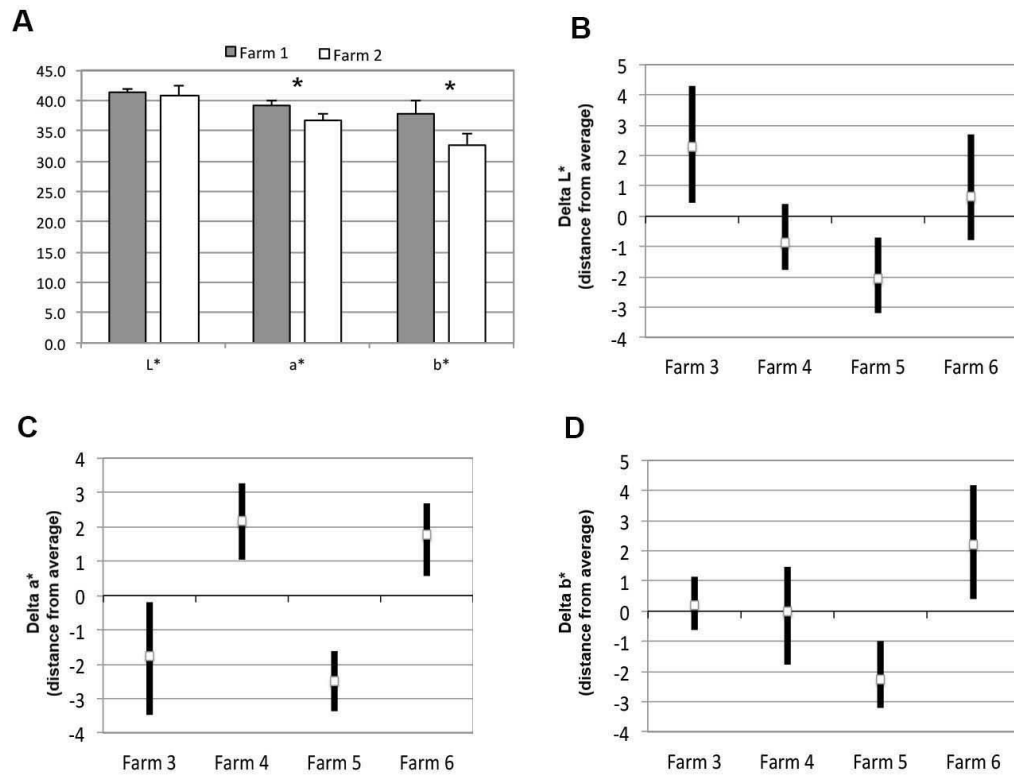 A
Farm 1 Farm 2
45.0
40.0
35.0
30.0
25.0
20.0
15.0
10.0
5.0
0.0
* *
L* a* b*
B
Delta L*
(distance from average)
5
4
3
2
1
0
-1
-2
-3
-4
Farm 3 Farm 4 Farm 5 Farm 6
C
Delta a*
(distance from average)
4
3
2
1
0
-1
-2
-3
-4
Farm 3 Farm 4 Farm 5 Farm 6
D
Delta b*
(distance from average)
5
4
3
2
1
0
-1
-2
-3
-4
Farm 3 Farm 4 Farm 5 Farm 6